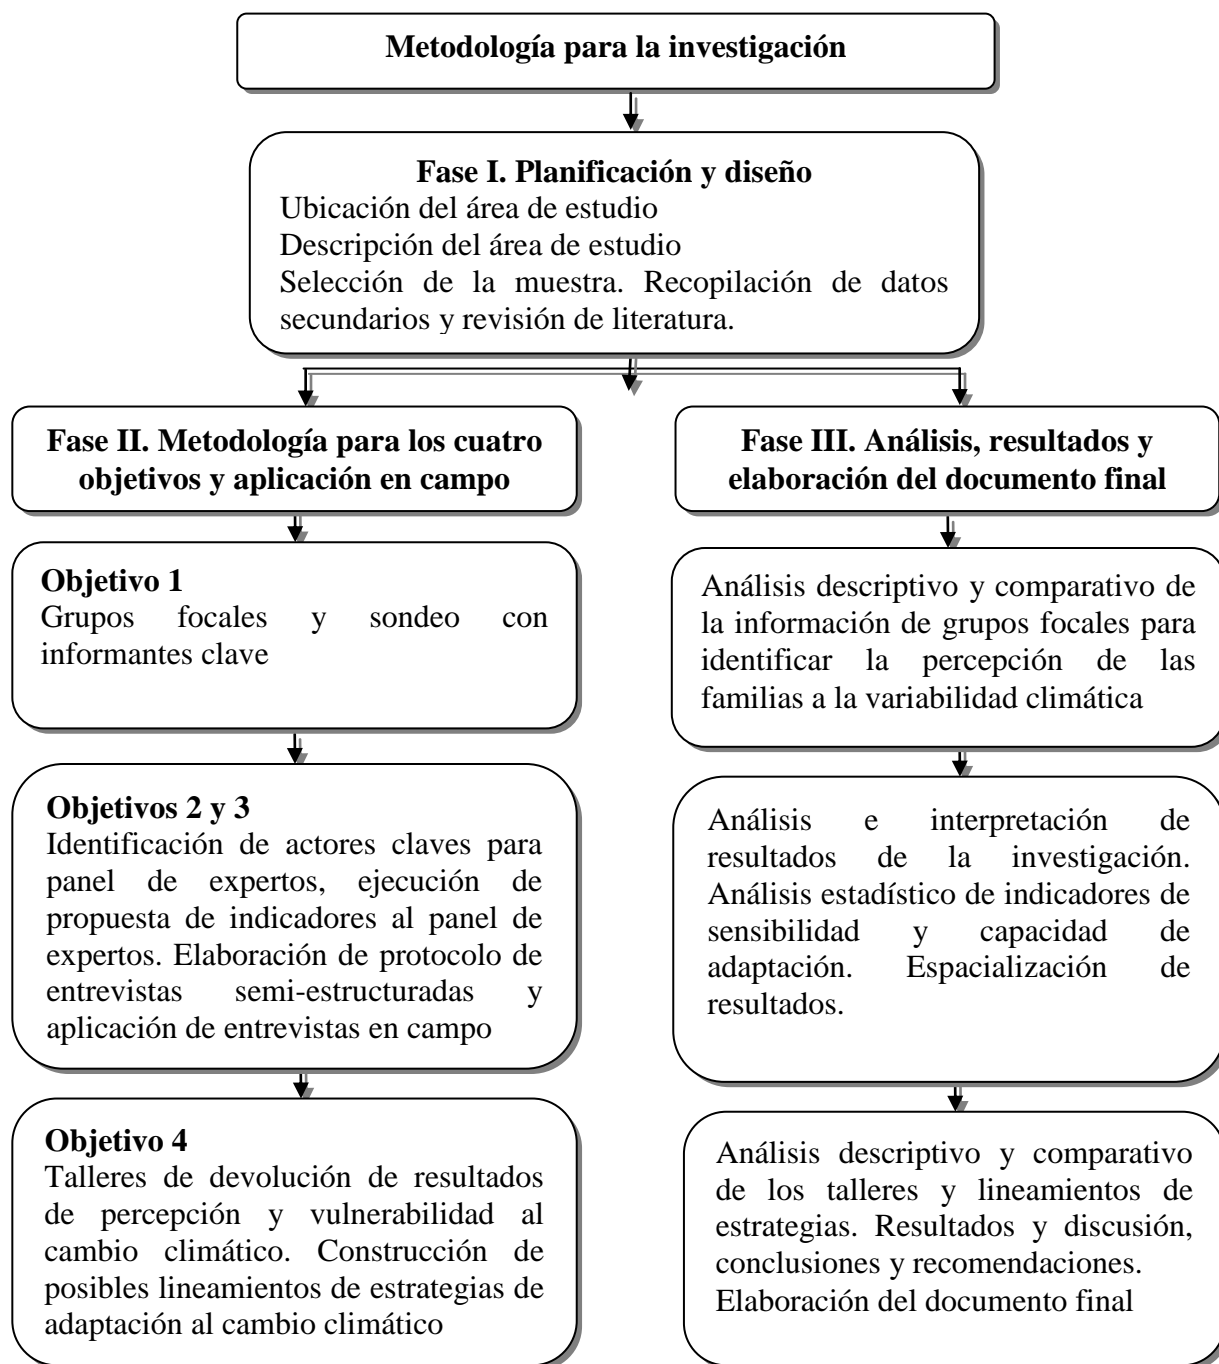 Metodología para la investigación
Fase I. Planificación y diseño
Ubicación del área de estudio
Descripción del área de estudio
Selección de la muestra. Recopilación de datos
secundarios y revisión de literatura.
Fase II. Metodología para los cuatro
objetivos y aplicación en campo
Objetivo 1
Grupos focales y sondeo con
informantes clave
Objetivos 2 y 3
Identificación de actores claves para
panel de expertos, ejecución de
propuesta de indicadores al panel de
expertos. Elaboración de protocolo de
entrevistas semi-estructuradas y
aplicación de entrevistas en campo
Objetivo 4
Talleres de devolución de resultados
de percepción y vulnerabilidad al
cambio climático. Construcción de
posibles lineamientos de estrategias de
adaptación al cambio climático
Fase III. Análisis, resultados y
elaboración del documento final
Análisis descriptivo y comparativo de
la información de grupos focales para
identificar la percepción de las
familias a la variabilidad climática
Análisis e interpretación de
resultados de la investigación.
Análisis estadístico de indicadores de
sensibilidad y capacidad de
adaptación. Espacialización de
resultados.
Análisis descriptivo y comparativo
de los talleres y lineamientos de
estrategias. Resultados y discusión,
conclusiones y recomendaciones.
Elaboración del documento final